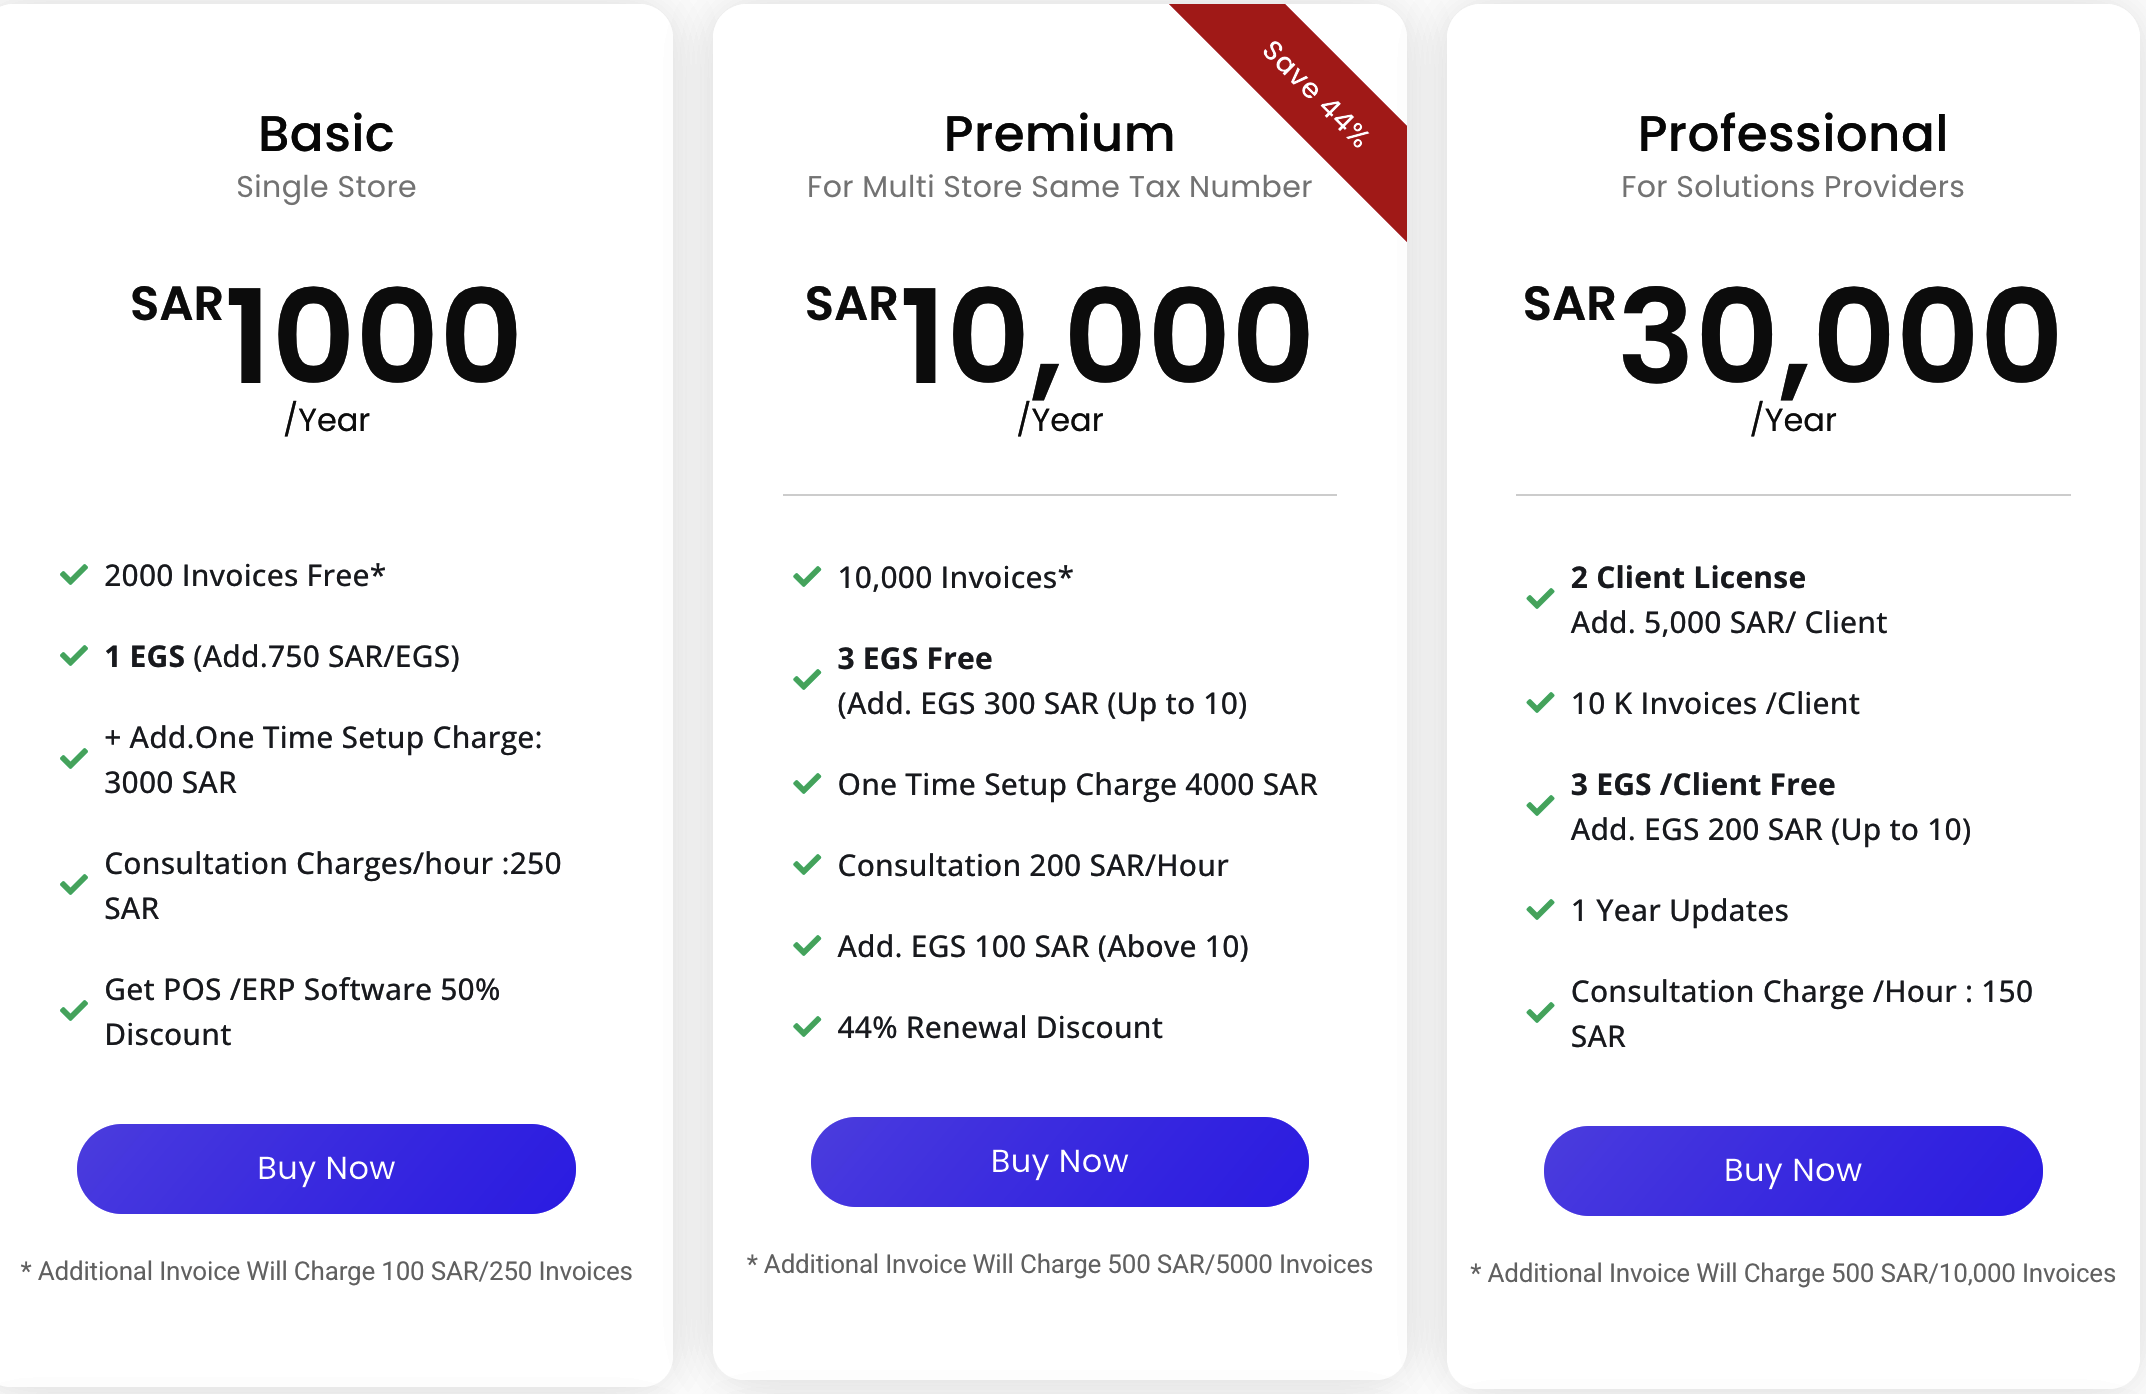 Basic
Single Store
SAR1000
/Year
2000 Invoices Free*
1 EGS (Add.750 SAR/EGS)
+ Add.One Time Setup Charge:
3000 SAR
Consultation Charges/hour :250
SAR
Get POS /ERP Software 50%
Discount
Buy Now
* Additional Invoice Will Charge 100 SAR/250 Invoices
Save 44%
Premium
For Multi Store Same Tax Number
SAR10,000
/Year
10,000 Invoices*
3 EGS Free
(Add. EGS 300 SAR (Up to 10)
One Time Setup Charge 4000 SAR
Consultation 200 SAR/Hour
Add. EGS 100 SAR (Above 10)
44% Renewal Discount
Buy Now
* Additional Invoice Will Charge 500 SAR/5000 Invoices
Professional
For Solutions Providers
SAR30,000
/Year
2 Client License
Add. 5,000 SAR/ Client
10 K Invoices /Client
3 EGS /Client Free
Add. EGS 200 SAR (Up to 10)
1 Year Updates
Consultation Charge /Hour : 150
SAR
Buy Now
* Additional Invoice Will Charge 500 SAR/10,000 Invoices